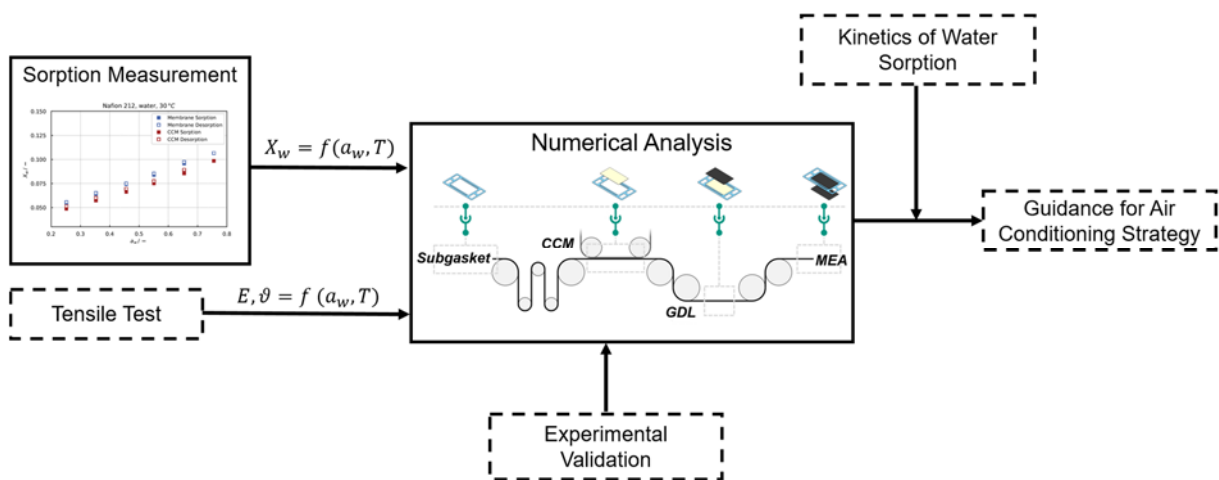 Kinetics of Water
Sorption
Sorption Measurement
Nafion 212, water, 30 °C
Membrane Sorption
Membrane Desorption
CCM Sorption
CCM Desorption
0.150
0.125
0.100
0.075
0.050
X_w / −
0.2 0.3 0.4 0.5 0.6 0.7 0.8
a_w / −
X_w = f(a_w, T)
Numerical Analysis
Subgasket
CCM
GDL
MEA
Guidance for Air
Conditioning Strategy
Tensile Test
E, ϑ = f (a_w, T)
Experimental
Validation